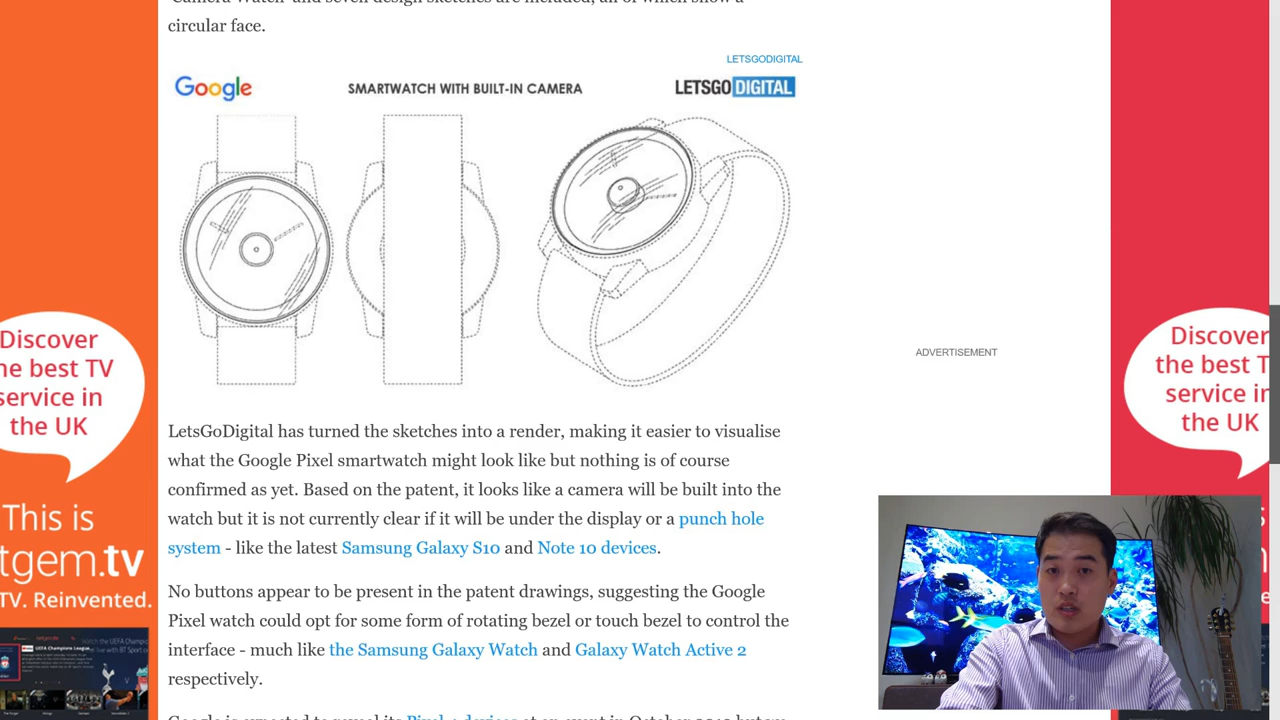 circular face.
LETSGODIGITAL
Google
SMARTWATCH WITH BUILT-IN CAMERA
LETSGODIGITAL
LetsGoDigital has turned the sketches into a render, making it easier to visualise
what the Google Pixel smartwatch might look like but nothing is of course
confirmed as yet. Based on the patent, it looks like a camera will be built into the
watch but it is not currently clear if it will be under the display or a punch hole
system - like the latest Samsung Galaxy S10 and Note 10 devices.
No buttons appear to be present in the patent drawings, suggesting the Google
Pixel watch could opt for some form of rotating bezel or touch bezel to control the
interface - much like the Samsung Galaxy Watch and Galaxy Watch Active 2
respectively.
ADVERTISEMENT
Discover
he best TV
service in
the UK
This is
tgem.tv
TV. Reinvented.
UEFA Champions League
Discover
the best T
service in
the UK